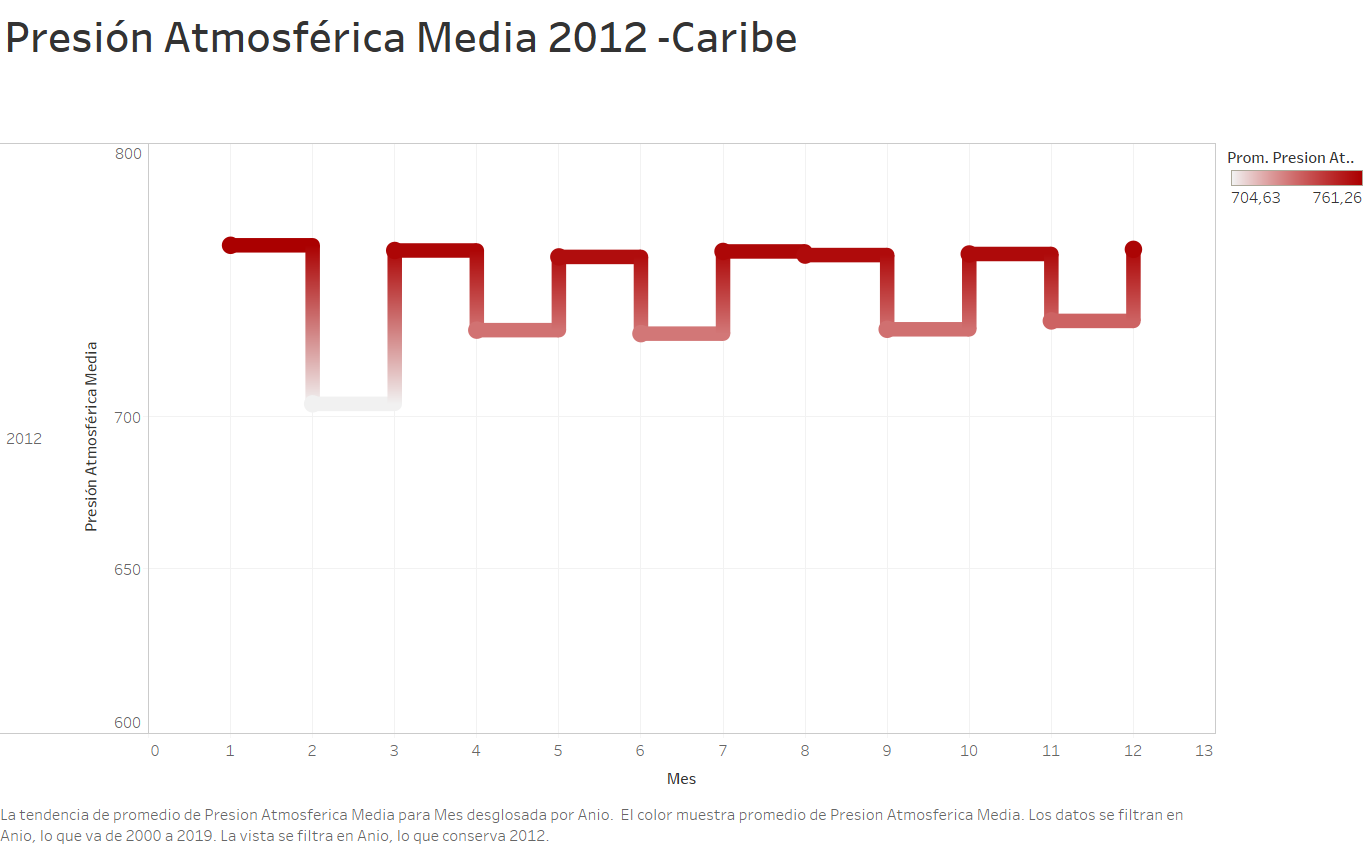 Presión Atmosférica Media 2012 -Caribe
Prom. Presion At..
704,63 761,26
800
700
650
600
2012
Presión Atmosférica Media
0 1 2 3 4 5 6 7 8 9 10 11 12 13
Mes
La tendencia de promedio de Presion Atmosferica Media para Mes desglosada por Anio.  El color muestra promedio de Presion Atmosferica Media. Los datos se filtran en
Anio, lo que va de 2000 a 2019. La vista se filtra en Anio, lo que conserva 2012.